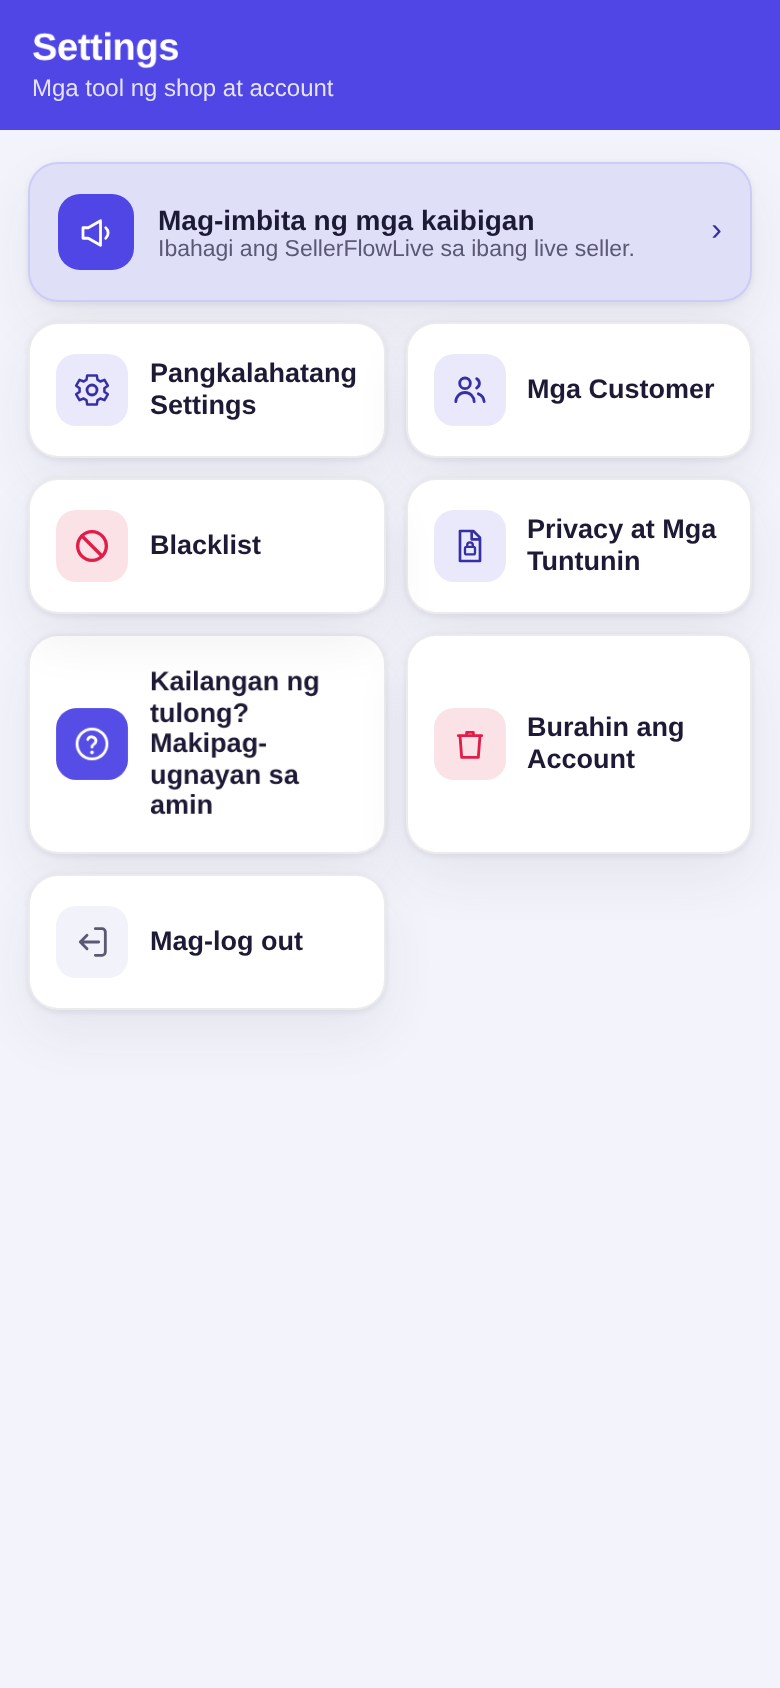 Settings
Mga tool ng shop at account
Mag-imbita ng mga kaibigan
Ibahagi ang SellerFlowLive sa ibang live seller.
Pangkalahatang
Settings
Mga Customer
Blacklist
Privacy at Mga
Tuntunin
Kailangan ng
tulong?
Makipag-
ugnayan sa
amin
Burahin ang
Account
Mag-log out